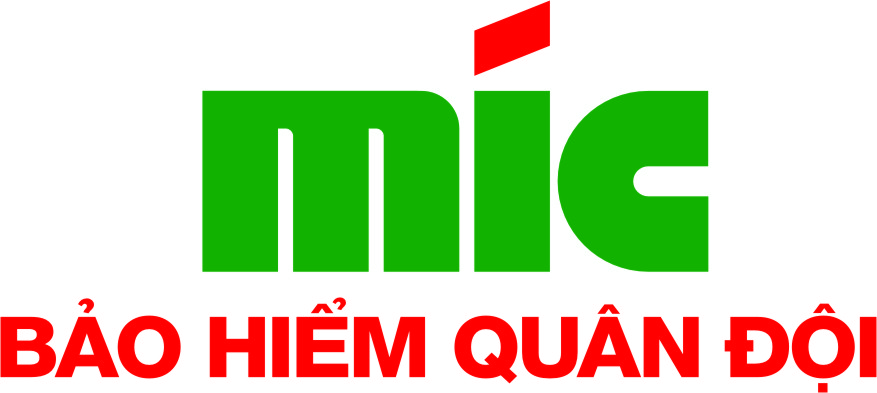 mic
BẢO HIỂM QUÂN ĐỘI